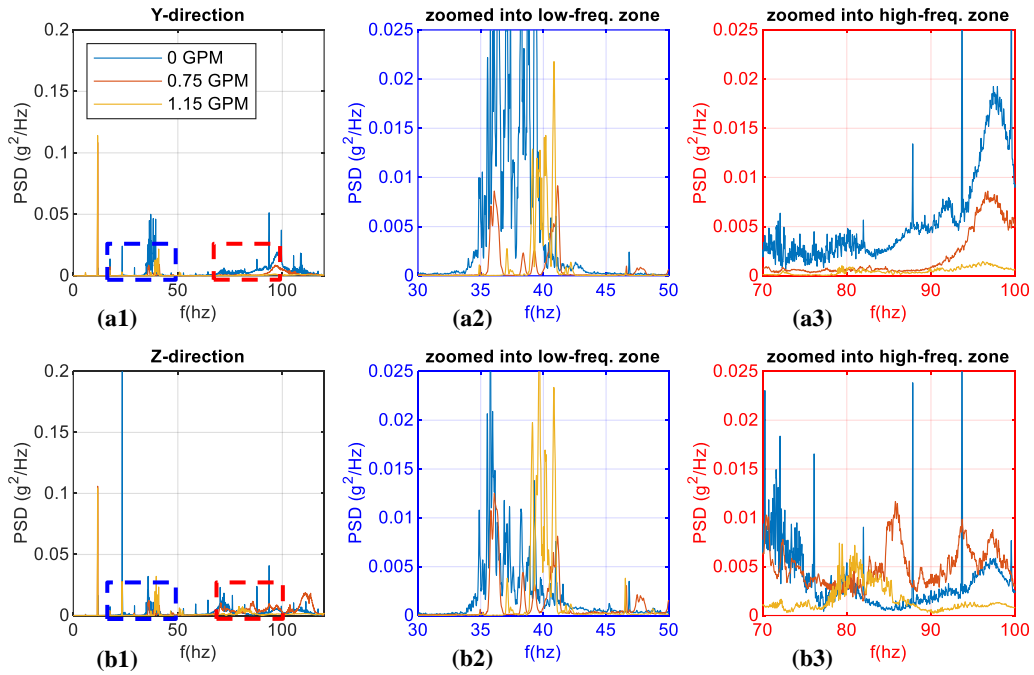 Y-direction
zoomed into low-freq. zone
zoomed into high-freq. zone
0.2
0.15
0.1
0.05
0
PSD (g²/Hz)
0 GPM
0.75 GPM
1.15 GPM
0 50 100
f(hz)
(a1)
0.025
0.02
0.015
0.01
0.005
0
PSD (g²/Hz)
30 35 40 45 50
f(hz)
(a2)
0.025
0.02
0.015
0.01
0.005
0
PSD (g²/Hz)
70 80 90 100
f(hz)
(a3)
Z-direction
zoomed into low-freq. zone
zoomed into high-freq. zone
0.2
0.15
0.1
0.05
0
PSD (g²/Hz)
0 50 100
f(hz)
(b1)
0.025
0.02
0.015
0.01
0.005
0
PSD (g²/Hz)
30 35 40 45 50
f(hz)
(b2)
0.025
0.02
0.015
0.01
0.005
0
PSD (g²/Hz)
70 80 90 100
f(hz)
(b3)